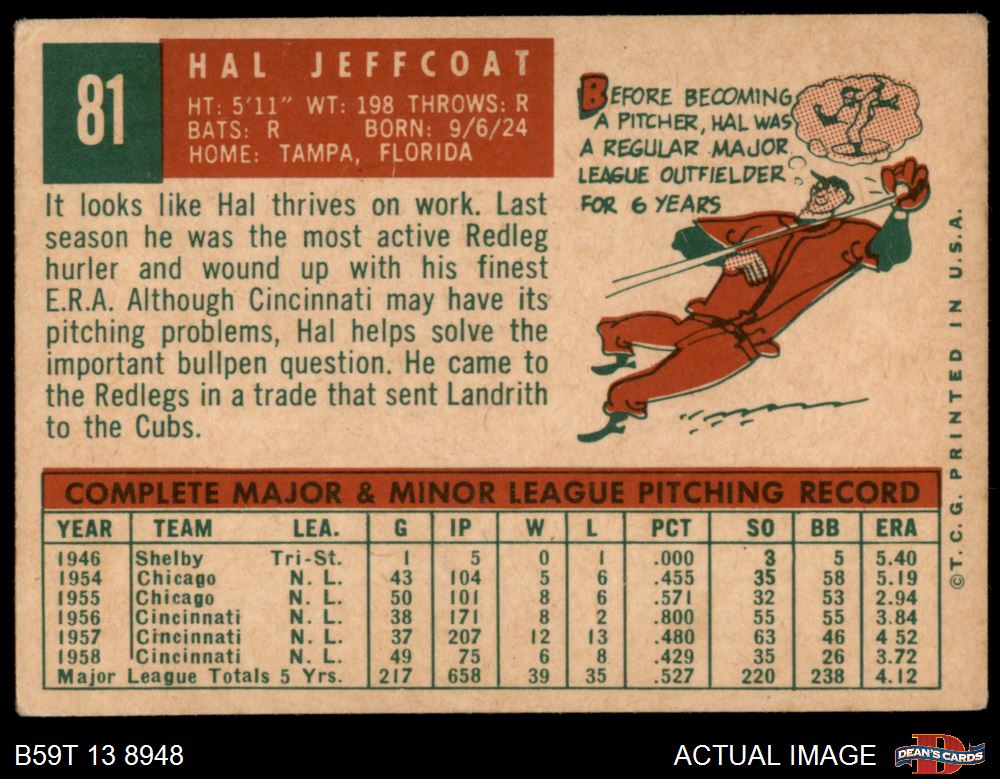 81
HAL JEFFCOAT
HT: 5'11" WT: 198 THROWS: R
BATS: R BORN: 9/6/24
HOME: TAMPA, FLORIDA
It looks like Hal thrives on work. Last
season he was the most active Redleg
hurler and wound up with his finest
E.R.A. Although Cincinnati may have its
pitching problems, Hal helps solve the
important bullpen question. He came to
the Redlegs in a trade that sent Landrith
to the Cubs.
BEFORE BECOMING
A PITCHER, HAL WAS
A REGULAR MAJOR
LEAGUE OUTFIELDER
FOR 6 YEARS
COMPLETE MAJOR & MINOR LEAGUE PITCHING RECORD
YEAR TEAM LEA. G IP W L PCT SO BB ERA
1946 Shelby Tri-St. 1 5 0 1 .000 3 5 5.40
1954 Chicago N. L. 43 104 5 6 .455 35 58 5.19
1955 Chicago N. L. 50 101 8 6 .571 32 53 2.94
1956 Cincinnati N. L. 38 171 8 2 .800 55 55 3.84
1957 Cincinnati N. L. 37 207 12 13 .480 63 46 4 52
1958 Cincinnati N. L. 49 75 6 8 .429 35 26 3.72
Major League Totals 5 Yrs. 217 658 39 35 .527 220 238 4.12
©T. C. G. PRINTED IN U.S.A.
B59T 13 8948
ACTUAL IMAGE
DEAN'S CARDS